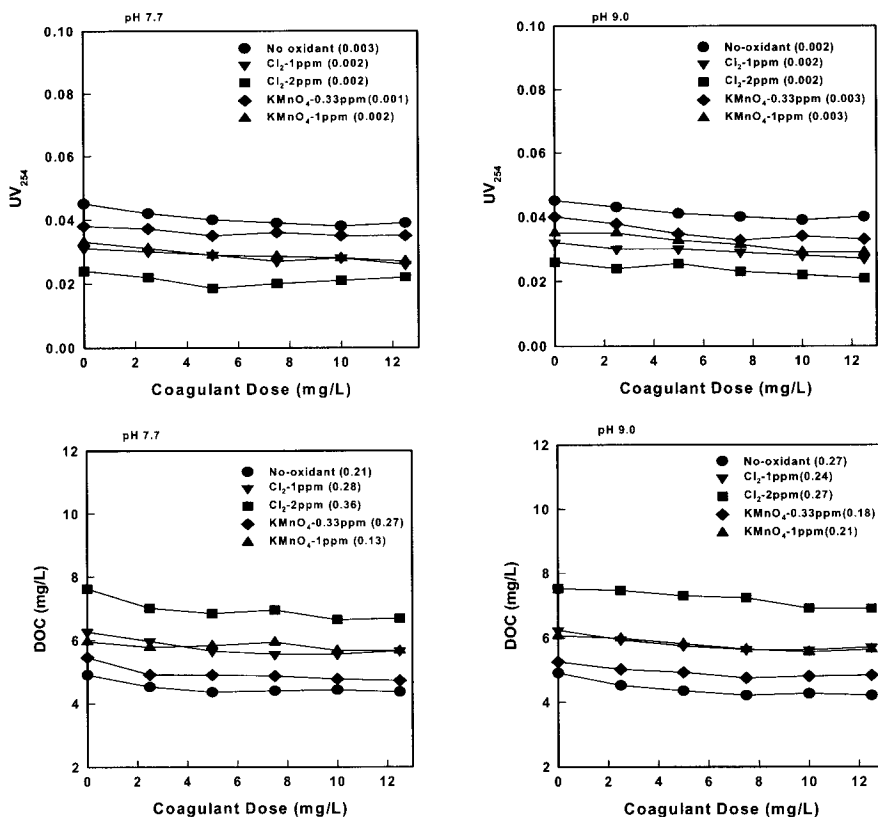 pH 7.7
No oxidant (0.003)
Cl₂-1ppm (0.002)
Cl₂-2ppm (0.002)
KMnO₄-0.33ppm(0.001)
KMnO₄-1ppm (0.002)
0.10
0.08
0.06
0.04
0.02
0.00
UV₂₅₄
0 2 4 6 8 10 12
Coagulant Dose (mg/L)
pH 9.0
No-oxidant (0.002)
Cl₂-1ppm (0.002)
Cl₂-2ppm (0.002)
KMnO₄-0.33ppm (0.003)
KMnO₄-1ppm (0.003)
0.10
0.08
0.06
0.04
0.02
0.00
UV₂₅₄
0 2 4 6 8 10 12
Coagulant Dose (mg/L)
pH 7.7
No-oxidant (0.21)
Cl₂-1ppm (0.28)
Cl₂-2ppm (0.36)
KMnO₄-0.33ppm (0.27)
KMnO₄-1ppm (0.13)
12
10
8
6
4
2
DOC (mg/L)
0 2 4 6 8 10 12
Coagulant Dose (mg/L)
pH 9.0
No-oxidant (0.27)
Cl₂-1ppm(0.24)
Cl₂-2ppm(0.27)
KMnO₄-0.33ppm(0.18)
KMnO₄-1ppm(0.21)
12
10
8
6
4
2
DOC (mg/L)
0 2 4 6 8 10 12
Coagulant Dose (mg/L)